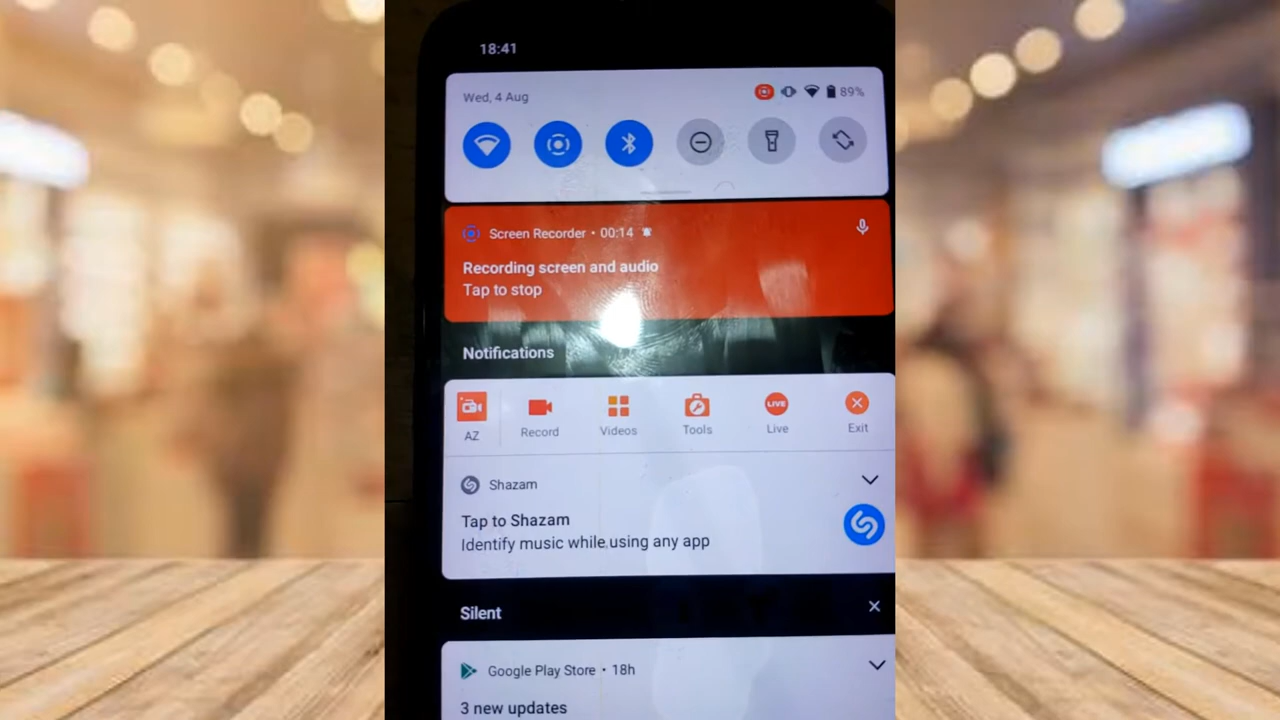 18:41
Wed, 4 Aug
89%
Screen Recorder • 00:14
Recording screen and audio
Tap to stop
Notifications
AZ Record Videos Tools LIVE Live Exit
Shazam
Tap to Shazam
Identify music while using any app
Silent
Google Play Store • 18h
3 new updates